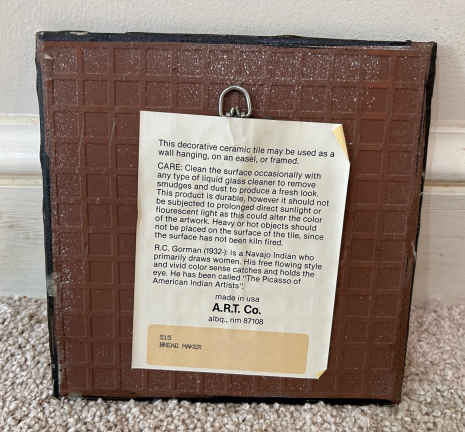 This decorative ceramic tile may be used as a
wall hanging, on an easel, or framed.
CARE: Clean the surface occasionally with
any type of liquid glass cleaner to remove
smudges and dust to produce a fresh look.
This product is durable, however it should not
be subjected to prolonged direct sunlight or
flourescent light as this could alter the color
of the artwork. Heavy or hot objects should
not be placed on the surface of the tile, since
the surface has not been kiln fired.
R.C. Gorman (1932-): Is a Navajo Indian who
primarily draws women. His free flowing style
and vivid color sense catches and holds the
eye. He has been called "The Picasso of
American Indian Artists".
made in usa
A.R.T. Co.
albq., nm 87108
515
BREAD MAKER